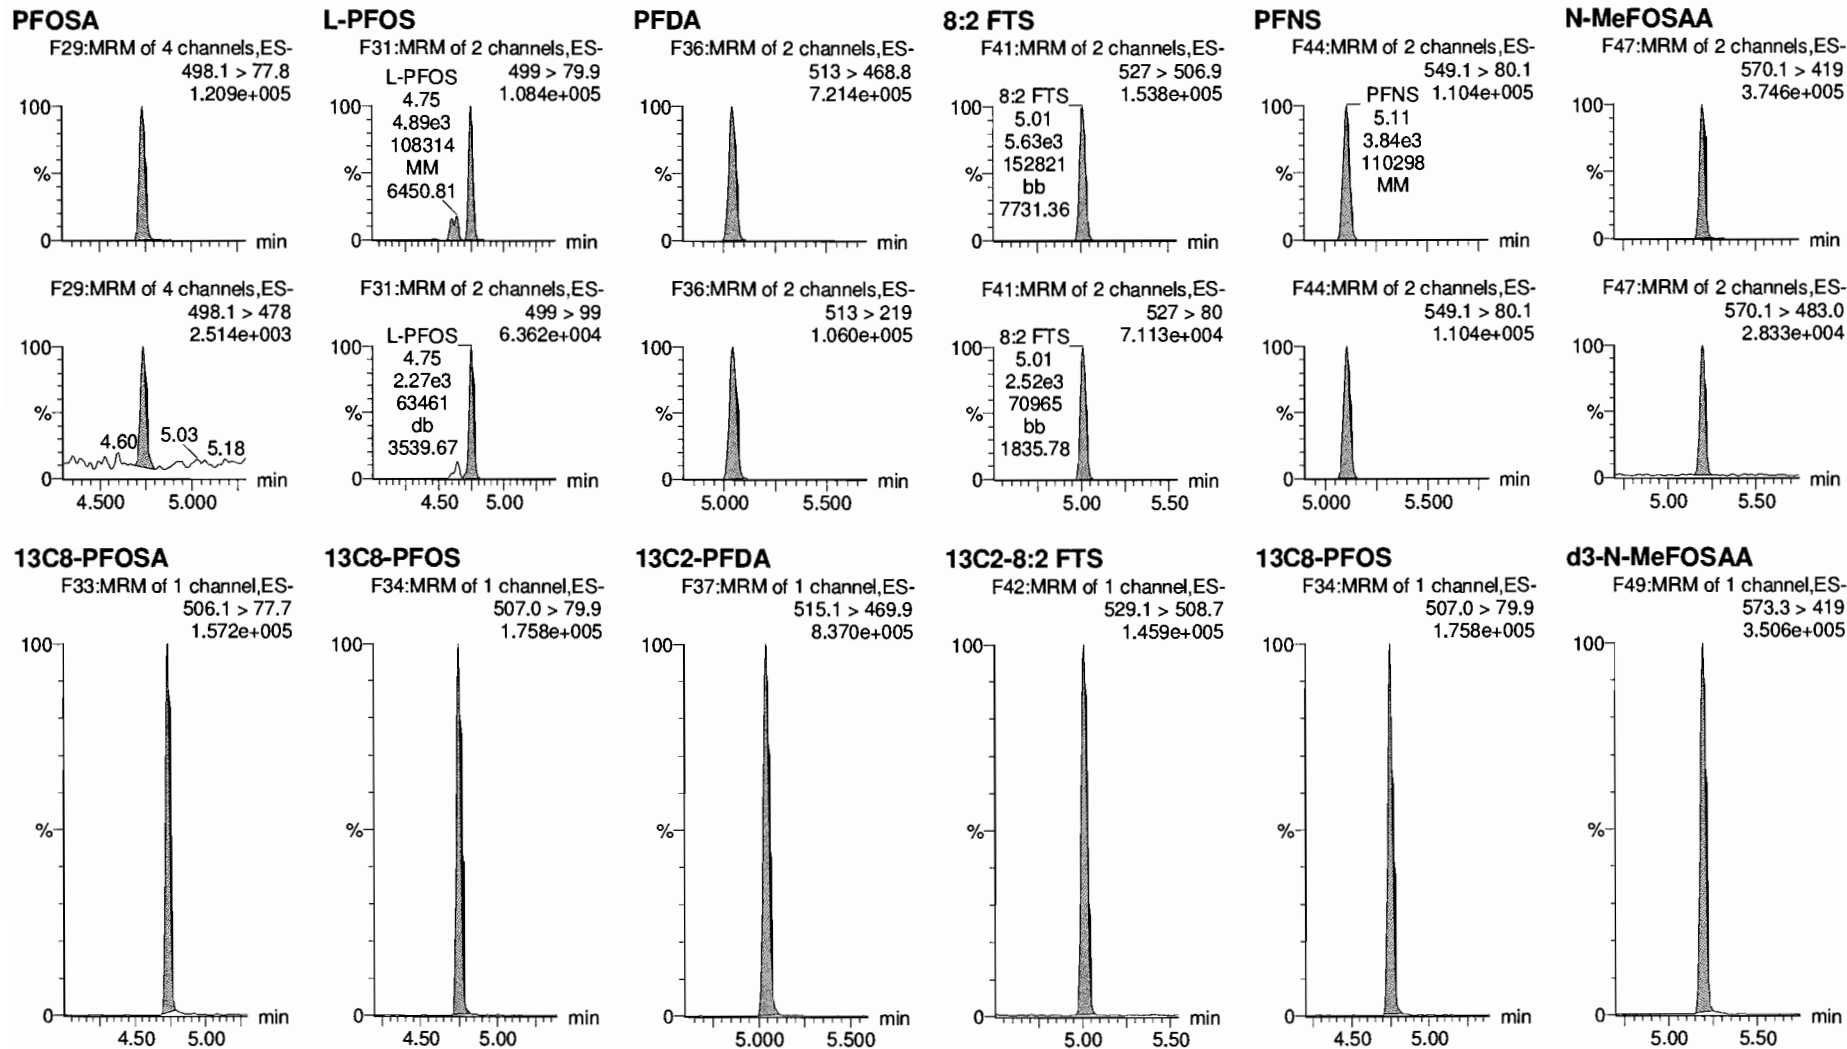 PFOSA
F29:MRM of 4 channels,ES-
498.1 > 77.8
1.209e+005
100
%
0
min
F29:MRM of 4 channels,ES-
498.1 > 478
2.514e+003
100
%
4.60
5.03
5.18
0
min
4.500
5.000
L-PFOS
F31:MRM of 2 channels,ES-
499 > 79.9
1.084e+005
L-PFOS
4.75
4.89e3
108314
MM
6450.81
100
%
0
min
F31:MRM of 2 channels,ES-
499 > 99
6.362e+004
L-PFOS
4.75
2.27e3
63461
db
3539.67
100
%
0
min
4.50
5.00
PFDA
F36:MRM of 2 channels,ES-
513 > 468.8
7.214e+005
100
%
0
min
F36:MRM of 2 channels,ES-
513 > 219
1.060e+005
100
%
0
min
5.000
5.500
8:2 FTS
F41:MRM of 2 channels,ES-
527 > 506.9
1.538e+005
8:2 FTS
5.01
5.63e3
152821
bb
7731.36
100
%
0
min
F41:MRM of 2 channels,ES-
527 > 80
7.113e+004
8:2 FTS
5.01
2.52e3
70965
bb
1835.78
100
%
0
min
5.00
5.50
PFNS
F44:MRM of 2 channels,ES-
549.1 > 80.1
1.104e+005
PFNS
5.11
3.84e3
110298
MM
100
%
0
min
F44:MRM of 2 channels,ES-
549.1 > 80.1
1.104e+005
100
%
0
min
5.000
5.500
N-MeFOSAA
F47:MRM of 2 channels,ES-
570.1 > 419
3.746e+005
100
%
0
min
F47:MRM of 2 channels,ES-
570.1 > 483.0
2.833e+004
100
%
0
min
5.00
5.50
13C8-PFOSA
F33:MRM of 1 channel,ES-
506.1 > 77.7
1.572e+005
100
%
0
min
4.50
5.00
13C8-PFOS
F34:MRM of 1 channel,ES-
507.0 > 79.9
1.758e+005
100
%
0
min
4.50
5.00
13C2-PFDA
F37:MRM of 1 channel,ES-
515.1 > 469.9
8.370e+005
100
%
0
min
5.000
5.500
13C2-8:2 FTS
F42:MRM of 1 channel,ES-
529.1 > 508.7
1.459e+005
100
%
0
min
5.00
5.50
13C8-PFOS
F34:MRM of 1 channel,ES-
507.0 > 79.9
1.758e+005
100
%
0
min
4.50
5.00
d3-N-MeFOSAA
F49:MRM of 1 channel,ES-
573.3 > 419
3.506e+005
100
%
0
min
5.00
5.50